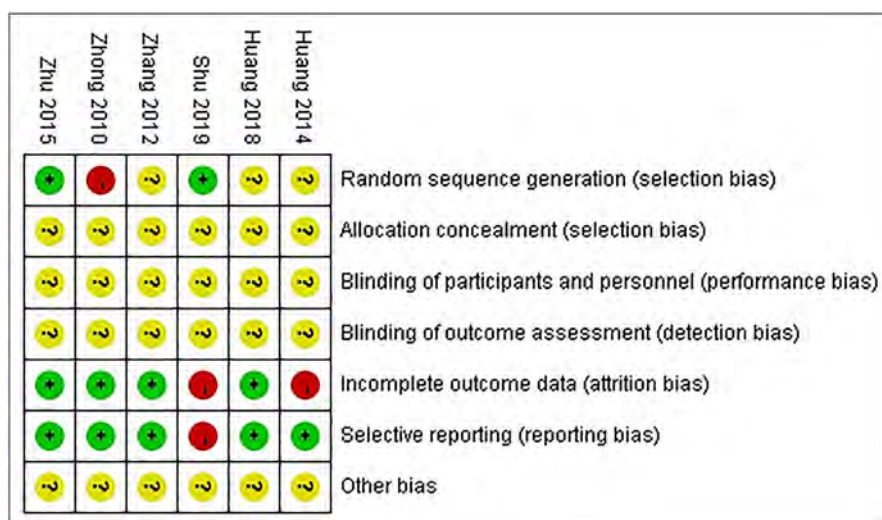 Zhu 2015
Zhong 2010
Zhang 2012
Shu 2019
Huang 2018
Huang 2014
+ - ? + ? ? Random sequence generation (selection bias)
? ? ? ? ? ? Allocation concealment (selection bias)
? ? ? ? ? ? Blinding of participants and personnel (performance bias)
? ? ? ? ? ? Blinding of outcome assessment (detection bias)
+ + + - + - Incomplete outcome data (attrition bias)
+ + + - + + Selective reporting (reporting bias)
? ? ? ? ? ? Other bias